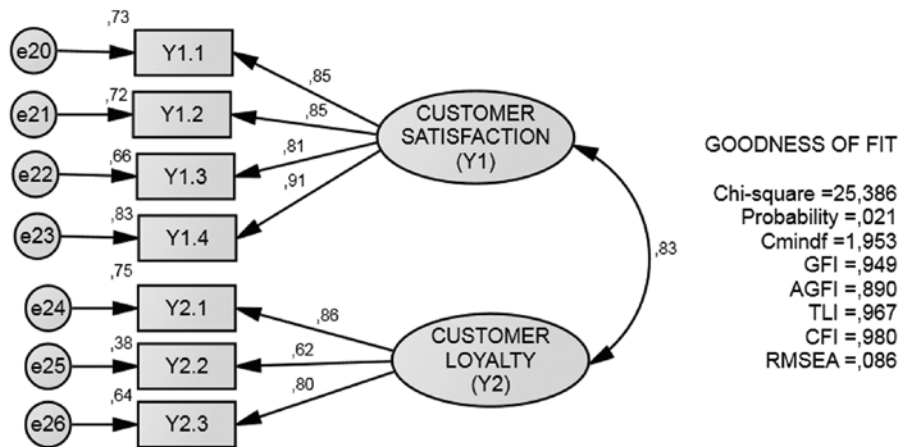 ,73
e20
Y1.1
,85
,72
e21
Y1.2
,85
,66
e22
Y1.3
,81
,83
e23
Y1.4
,91
CUSTOMER
SATISFACTION
(Y1)
,83
,75
e24
Y2.1
,86
,38
e25
Y2.2
,62
,64
e26
Y2.3
,80
CUSTOMER
LOYALTY
(Y2)
GOODNESS OF FIT
Chi-square =25,386
Probability =,021
Cmindf =1,953
GFI =,949
AGFI =,890
TLI =,967
CFI =,980
RMSEA =,086